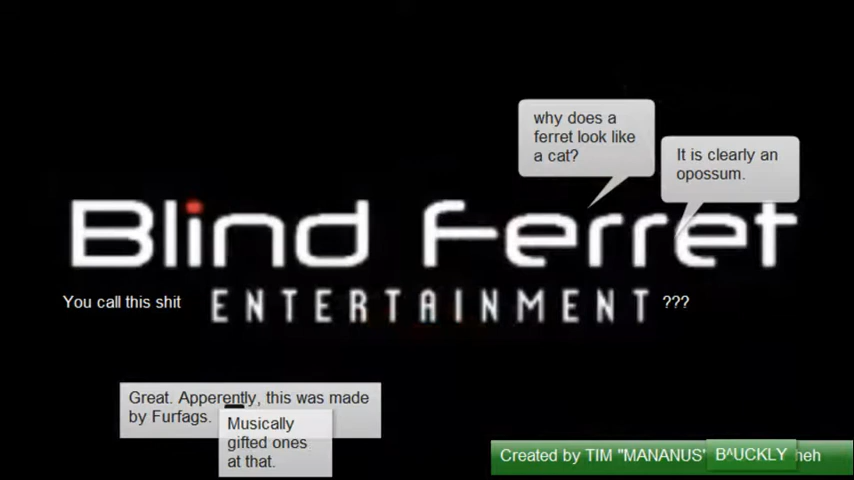 why does a
ferret look like
a cat?
It is clearly an
opossum.
Blind Ferret
You call this shit ENTERTAINMENT ???
Great. Apperently, this was made
by Furfags.
Musically
gifted ones
at that.
Created by TIM "MANANUS" B^UCKLY heh